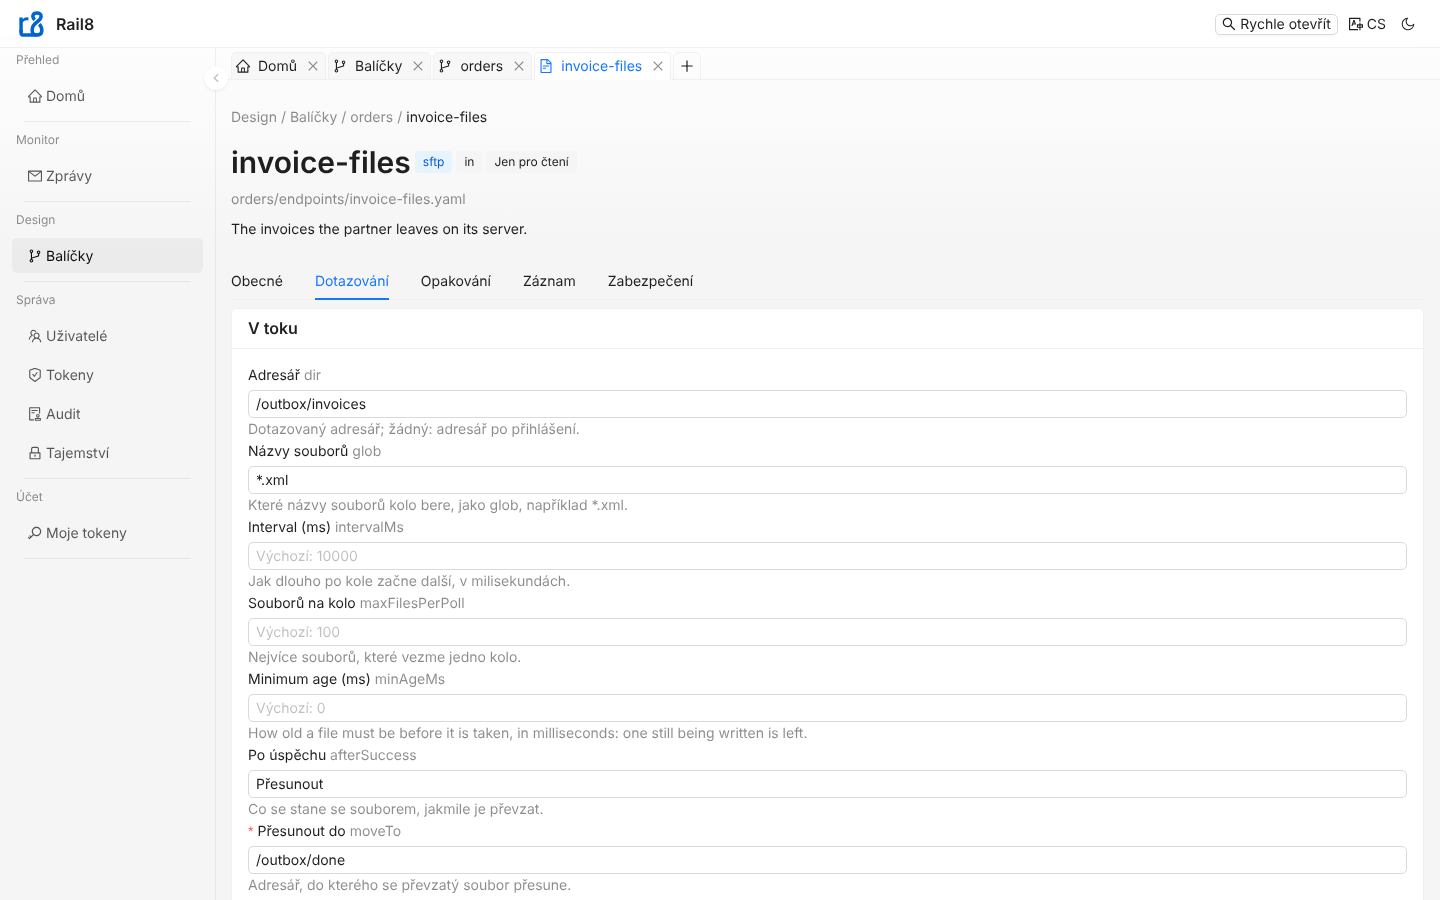 Rail8
Rychle otevřít
CS
Přehled
Domů
Monitor
Zprávy
Design
Balíčky
Správa
Uživatelé
Tokeny
Audit
Tajemství
Účet
Moje tokeny
Domů
Balíčky
orders
invoice-files
Design / Balíčky / orders / invoice-files
invoice-files sftp in Jen pro čtení
orders/endpoints/invoice-files.yaml
The invoices the partner leaves on its server.
Obecné Dotazování Opakování Záznam Zabezpečení
V toku
Adresář dir
/outbox/invoices
Dotazovaný adresář; žádný: adresář po přihlášení.
Názvy souborů glob
*.xml
Které názvy souborů kolo bere, jako glob, například *.xml.
Interval (ms) intervalMs
Výchozí: 10000
Jak dlouho po kole začne další, v milisekundách.
Souborů na kolo maxFilesPerPoll
Výchozí: 100
Nejvíce souborů, které vezme jedno kolo.
Minimum age (ms) minAgeMs
Výchozí: 0
How old a file must be before it is taken, in milliseconds: one still being written is left.
Po úspěchu afterSuccess
Přesunout
Co se stane se souborem, jakmile je převzat.
* Přesunout do moveTo
/outbox/done
Adresář, do kterého se převzatý soubor přesune.